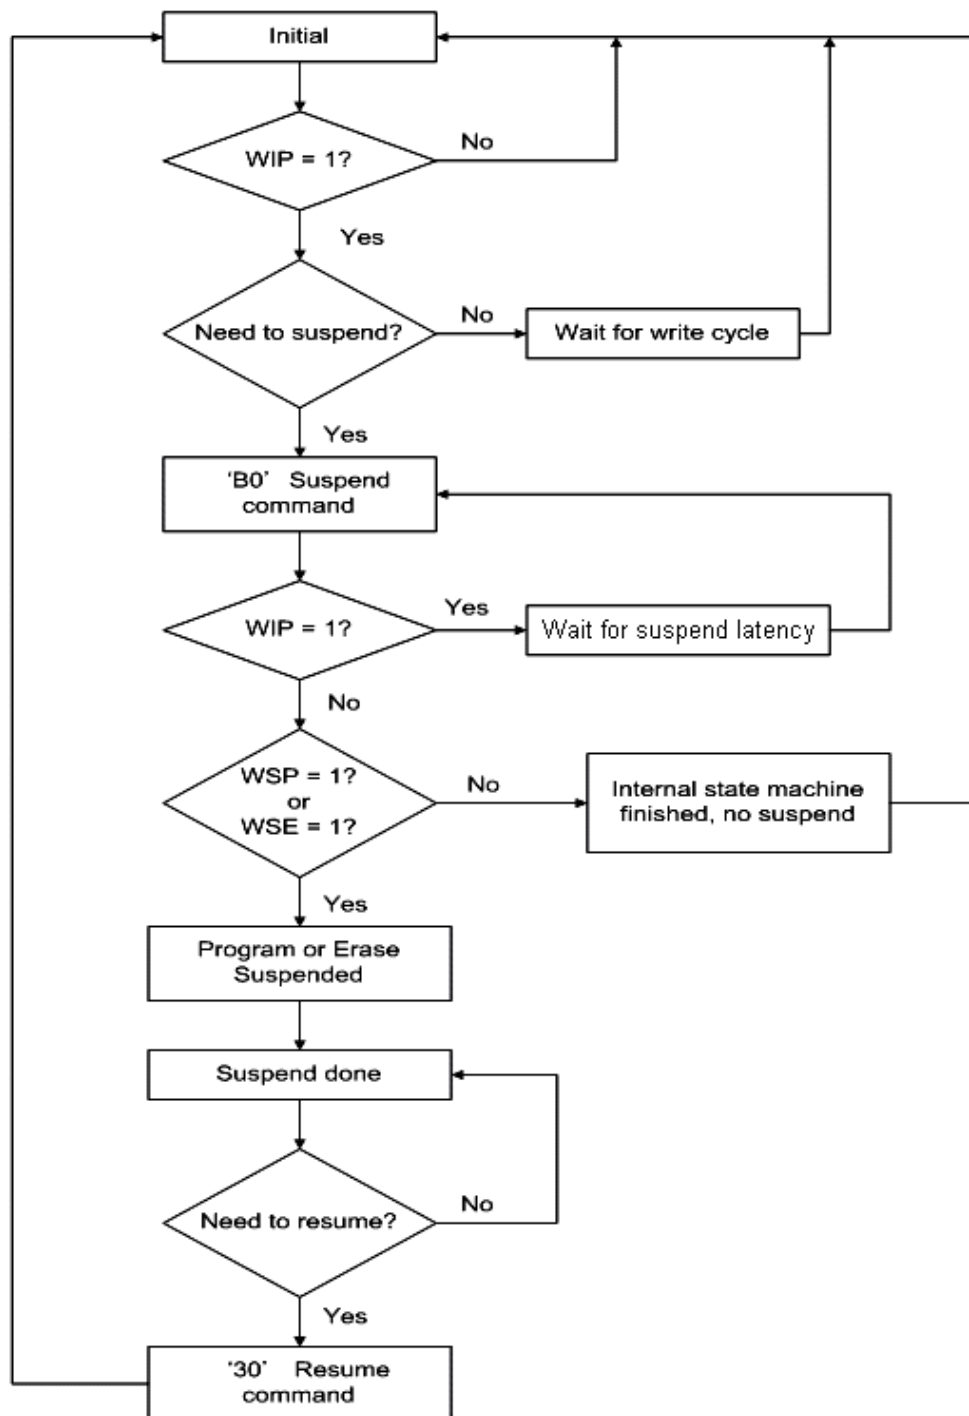 Initial
WIP = 1?
No
Yes
Need to suspend?
No
Wait for write cycle
Yes
‘B0’ Suspend
command
WIP = 1?
Yes
Wait for suspend latency
No
WSP = 1?
or
WSE = 1?
No
Internal state machine
finished, no suspend
Yes
Program or Erase
Suspended
Suspend done
Need to resume?
No
Yes
‘30’ Resume
command